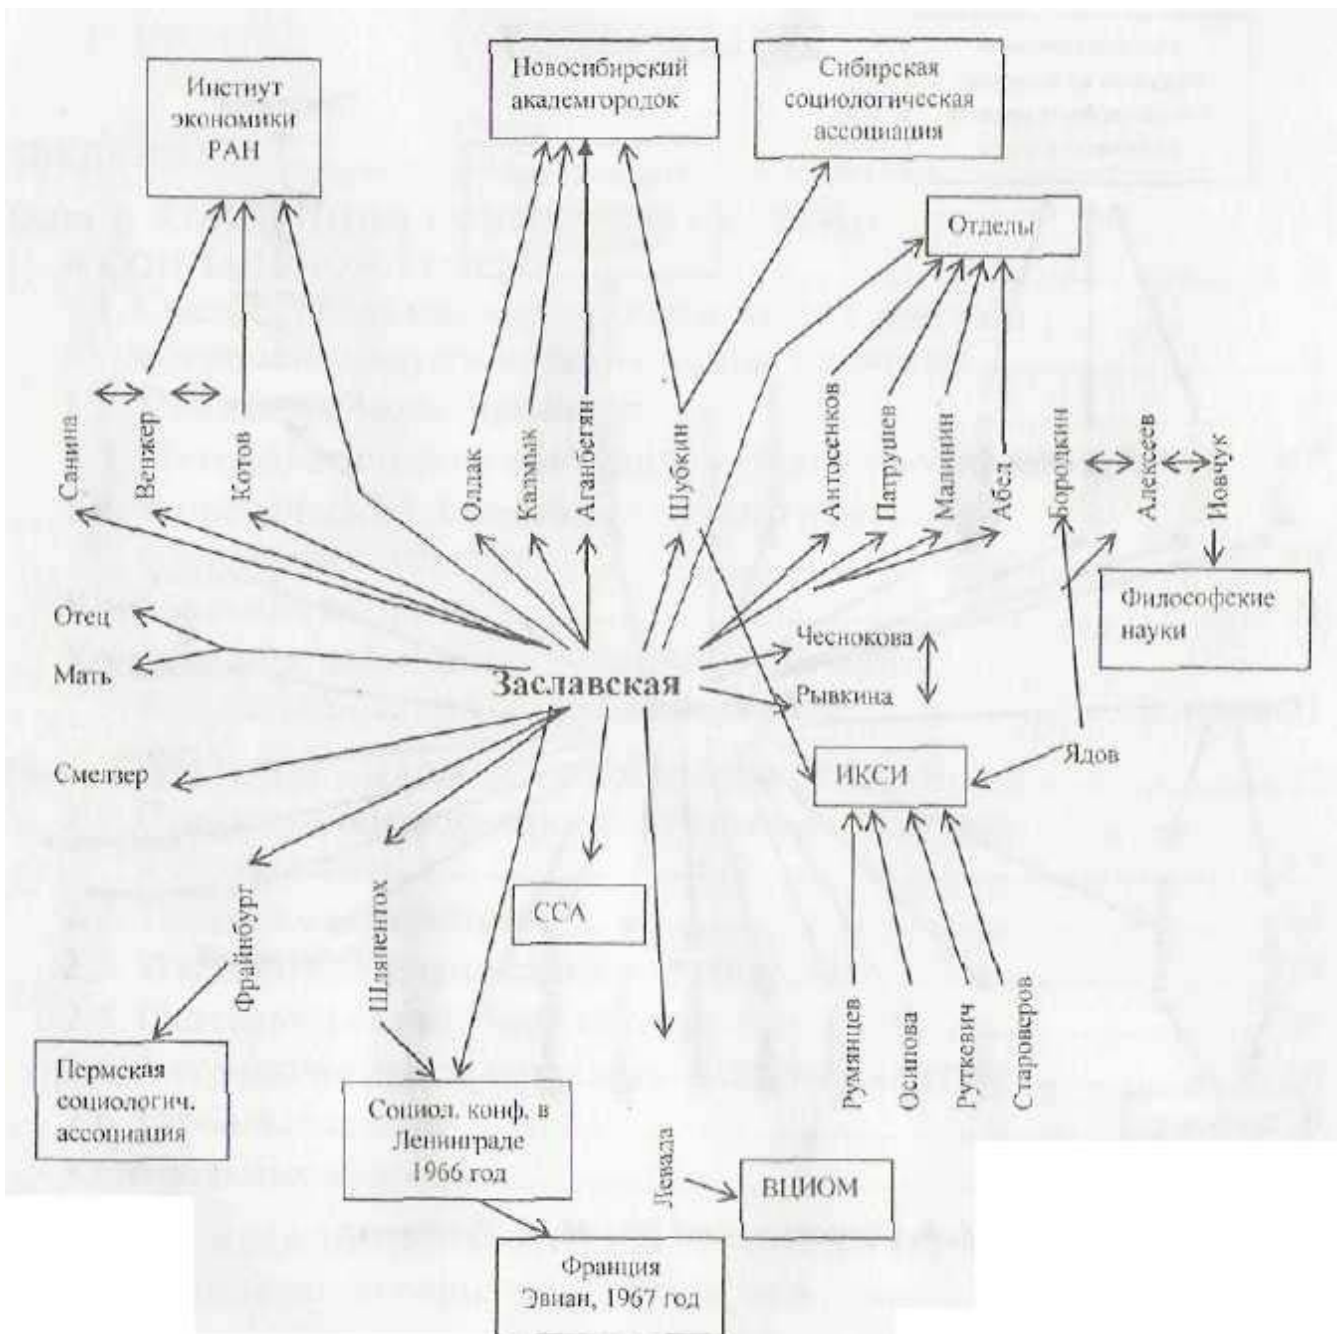 Инстиут
экономики
РАН
Новосибирский
академгородок
Сибирская
социологическая
ассоциация
Отделы
Санина
Венжер
Котов
Олдак
Калмык
Аганбегян
Шубкин
Антосенков
Патрушев
Малинин
Абел
Бородкин
Алексеев
Иовчук
Философские
науки
Отец
Мать
Заславская
Чеснокова
Рывкина
Смелзер
ИКСИ
Ядов
Фрайнбург
Шляпентох
ССА
Румянцев
Осипова
Руткевич
Староверов
Пермская
социологич.
ассоциация
Социол. конф. в
Ленинграде
1966 год
Левада
ВЦИОМ
Франция
Эвиан, 1967 год